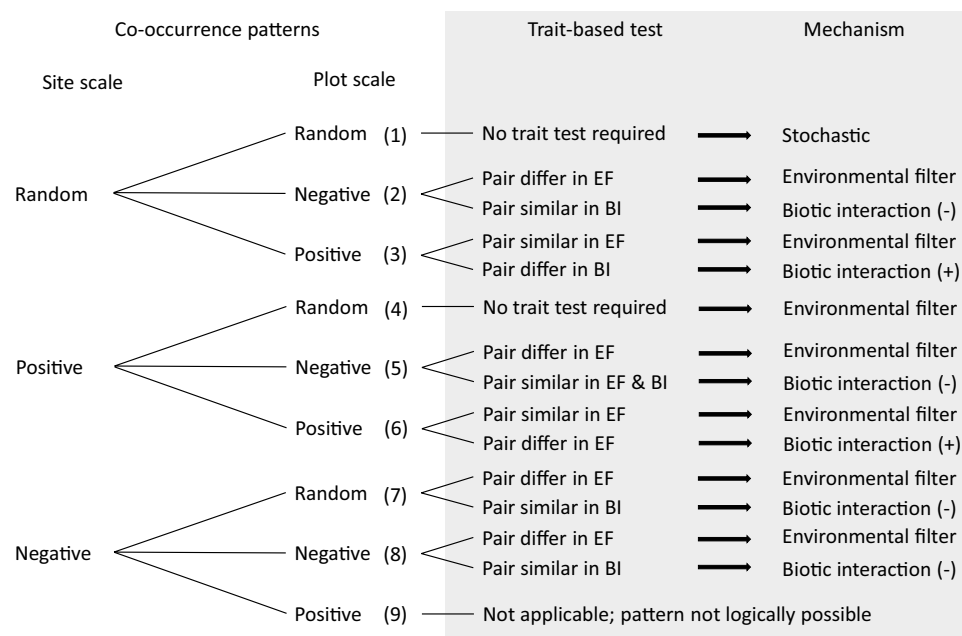 Co-occurrence patterns Trait-based test Mechanism
Site scale Plot scale
Random (1) No trait test required Stochastic
Pair differ in EF Environmental filter
Random Negative (2)
Pair similar in BI Biotic interaction (-)
Pair similar in EF Environmental filter
Positive (3)
Pair differ in BI Biotic interaction (+)
Random (4) No trait test required Environmental filter
Pair differ in EF Environmental filter
Positive Negative (5)
Pair similar in EF & BI Biotic interaction (-)
Pair similar in EF Environmental filter
Positive (6)
Pair differ in EF Biotic interaction (+)
Pair differ in EF Environmental filter
Random (7)
Pair similar in BI Biotic interaction (-)
Pair differ in EF Environmental filter
Negative Negative (8)
Pair similar in BI Biotic interaction (-)
Positive (9) Not applicable; pattern not logically possible